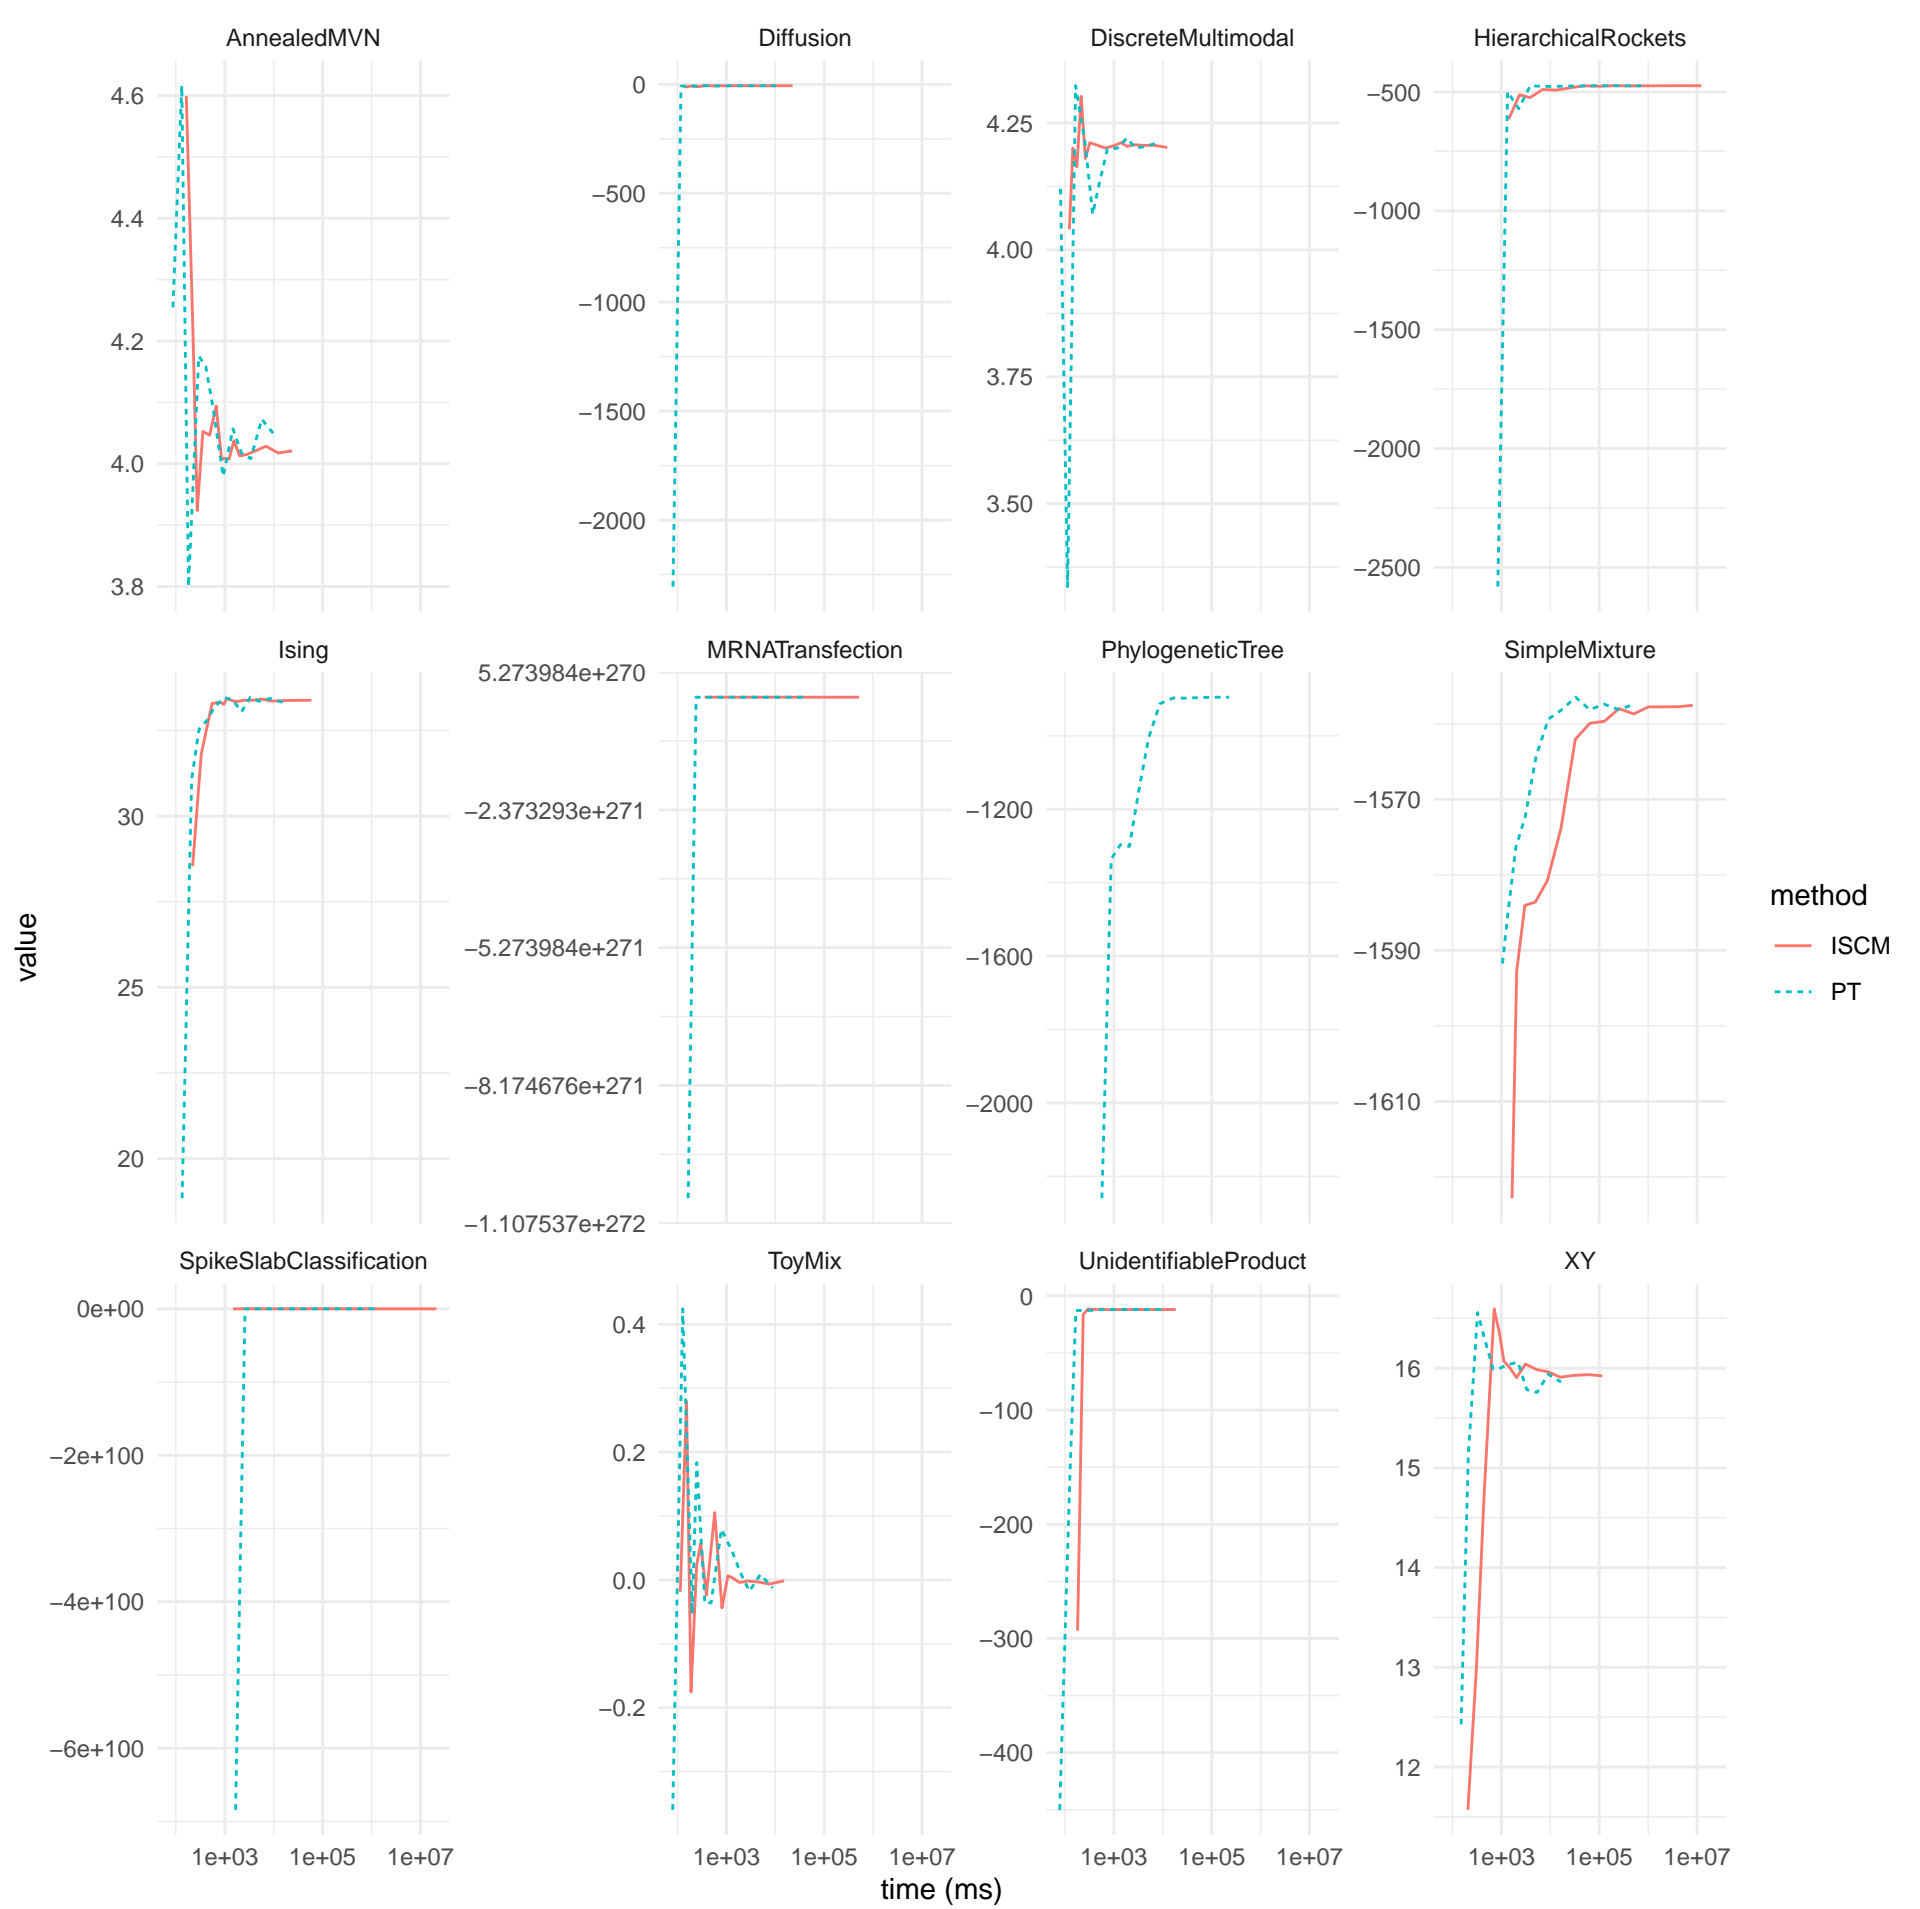 AnnealedMVN
Diffusion
DiscreteMultimodal
HierarchicalRockets
4.6
4.4
4.2
4.0
3.8
0
−500
−1000
−1500
−2000
4.25
4.00
3.75
3.50
−500
−1000
−1500
−2000
−2500
Ising
MRNATransfection
PhylogeneticTree
SimpleMixture
30
25
20
5.273984e+270
−2.373293e+271
−5.273984e+271
−8.174676e+271
−1.107537e+272
−1200
−1600
−2000
−1570
−1590
−1610
SpikeSlabClassification
ToyMix
UnidentifiableProduct
XY
0e+00
−2e+100
−4e+100
−6e+100
0.4
0.2
0.0
−0.2
0
−100
−200
−300
−400
16
15
14
13
12
1e+03 1e+05 1e+07
1e+03 1e+05 1e+07
1e+03 1e+05 1e+07
1e+03 1e+05 1e+07
time (ms)
value
method
ISCM
PT